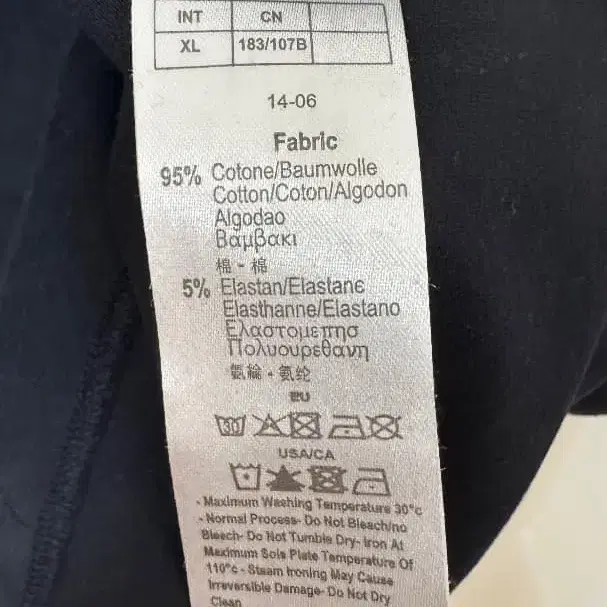 INT CN
XL 183/107B
14-06
Fabric
95% Cotone/Baumwolle
Cotton/Coton/Algodon
Algodao
Βαμβακι
棉 - 棉
5% Elastan/Elastane
Elasthanne/Elastano
Ελαστομεπησ
Πολυουρεθανη
氨綸 - 氨纶
EU
30
USA/CA
- Maximum Washing Temperature 30°c
- Normal Process- Do Not Bleach/no
Bleach- Do Not Tumble Dry- Iron At
Maximum Sole Plate Temperature Of
110°c - Steam Ironing May Cause
Irreversible Damage- Do Not Dry
Clean